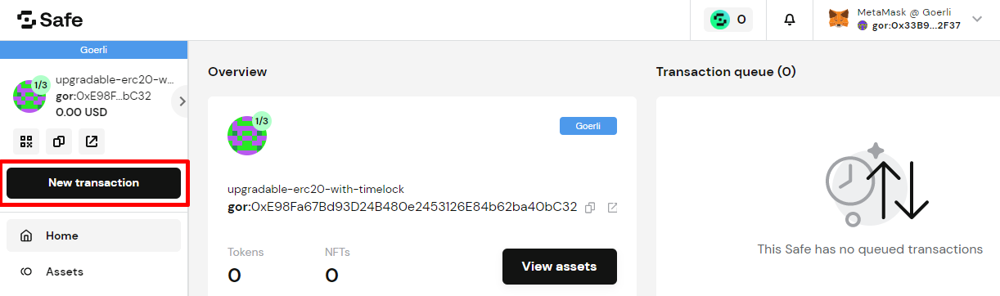 Safe
0
MetaMask @ Goerli
gor:0x33B9...2F37
Goerli
1/3
upgradable-erc20-w...
gor:0xE98F...bC32
0.00 USD
New transaction
Home
Assets
Overview
1/3
Goerli
upgradable-erc20-with-timelock
gor:0xE98Fa67Bd93D24B480e2453126E84b62ba40bC32
Tokens
NFTs
0
0
View assets
Transaction queue (0)
This Safe has no queued transactions